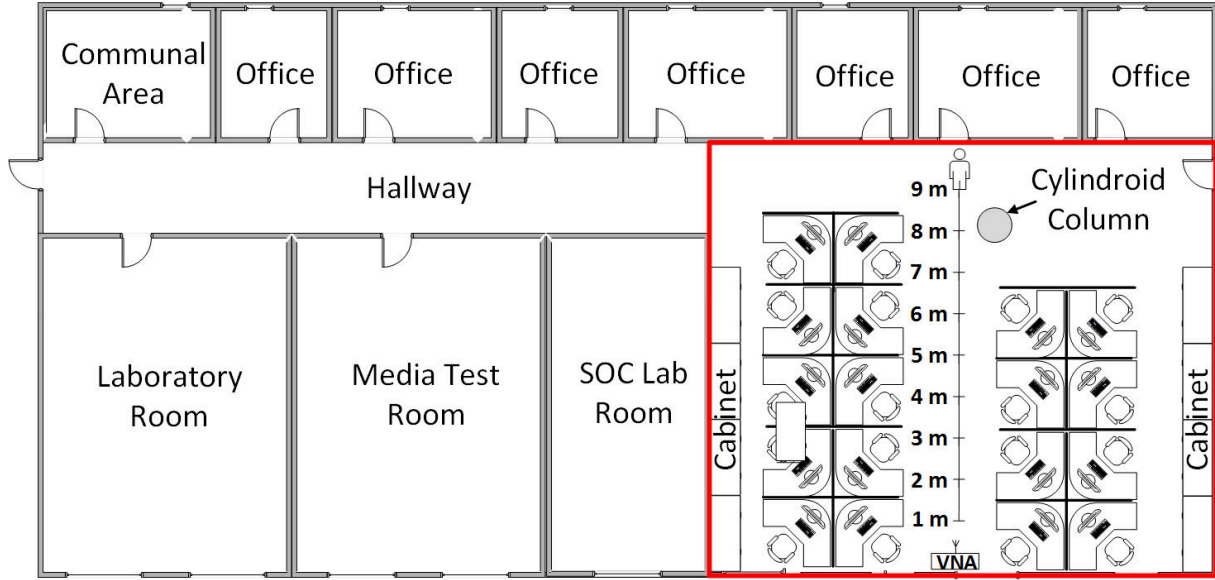 Communal
Area
Office
Office
Office
Office
Office
Office
Office
Hallway
9 m
Cylindroid
Column
8 m
7 m
6 m
5 m
4 m
3 m
2 m
1 m
Laboratory
Room
Media Test
Room
SOC Lab
Room
Cabinet
Cabinet
VNA